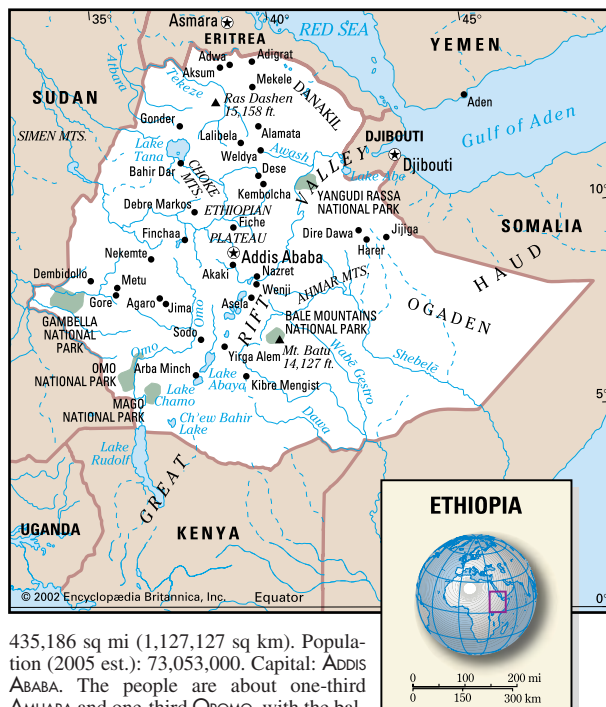 35° 40° 45°
Asmara
RED SEA
ERITREA
YEMEN
Adwa
Adigrat
Aksum
Atbara
Tekeze
Mekele
DANAKIL
SUDAN
Ras Dashen
15,158 ft.
Aden
Gonder
Gulf of Aden
SIMEN MTS.
Lalibela
Alamata
DJIBOUTI
Lake
Tana
Weldya
Awash
Djibouti
Bahir Dar
CHOKE
MTS.
Dese
VALLEY
Lake Abe
Kembolcha
10°
YANGUDI RASSA
NATIONAL PARK
Debre Markos
ETHIOPIAN
PLATEAU
Fiche
SOMALIA
Finchaa
Dire Dawa
Jijiga
Harer
Nekemte
Addis Ababa
HAUD
Akaki
Nazret
Dembidollo
Metu
Wenji
AHMAR MTS.
Gore
Agaro
Jima
Omo
Asela
RIFT
OGADEN
GAMBELLA
NATIONAL
PARK
BALE MOUNTAINS
NATIONAL PARK
Sodo
Mt. Batu
14,127 ft.
Wabē Gestro
Shebelē
Omo
Yirga Alem
OMO
NATIONAL PARK
Arba Minch
Lake
Abaya
Kibre Mengist
5°
Lake
Chamo
MAGO
NATIONAL PARK
Ch'ew Bahir
Lake
Dawa
Lake
Rudolf
GREAT
UGANDA
KENYA
© 2002 Encyclopædia Britannica, Inc.
Equator
0°
ETHIOPIA
0 100 200 mi
0 150 300 km
435,186 sq mi (1,127,127 sq km). Popula-
tion (2005 est.): 73,053,000. Capital: ADDIS
ABABA. The people are about one-third
AMHARA and one-third OROMO, with the bal-